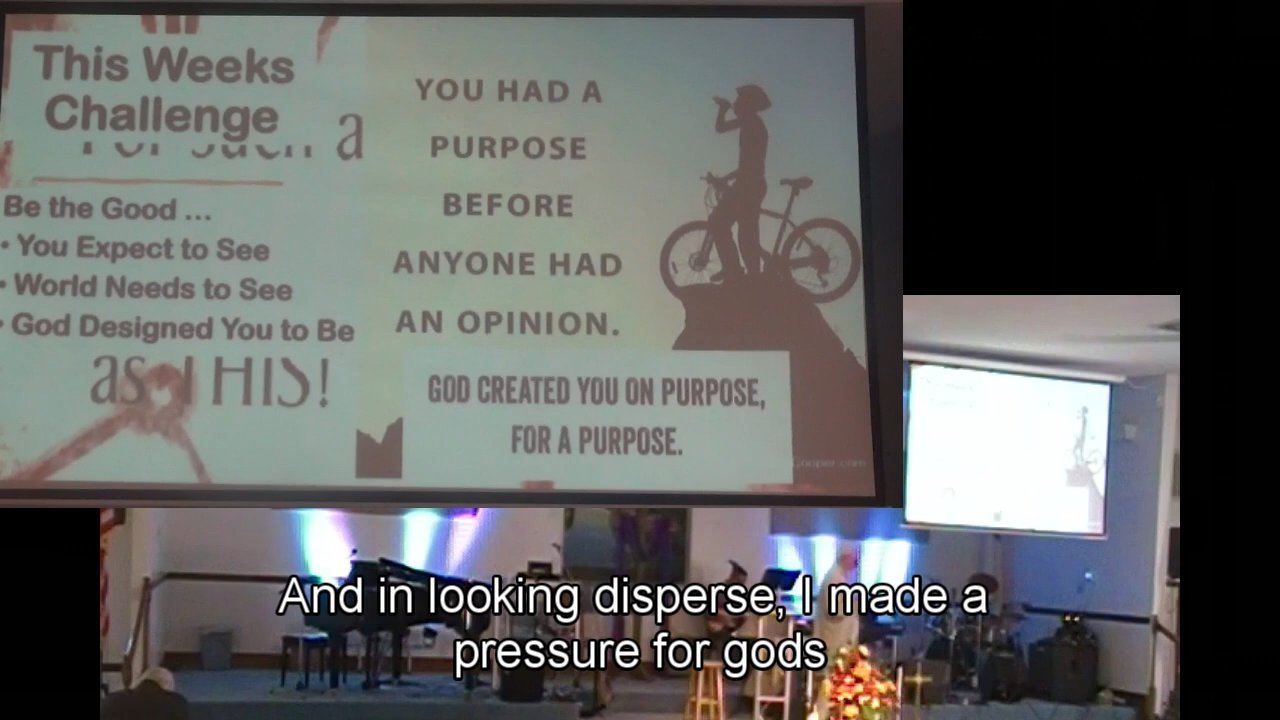 This Weeks
Challenge
a
Be the Good ...
• You Expect to See
• World Needs to See
• God Designed You to Be
as THIS!
YOU HAD A
PURPOSE
BEFORE
ANYONE HAD
AN OPINION.
GOD CREATED YOU ON PURPOSE,
FOR A PURPOSE.
And in looking disperse, I made a
pressure for gods